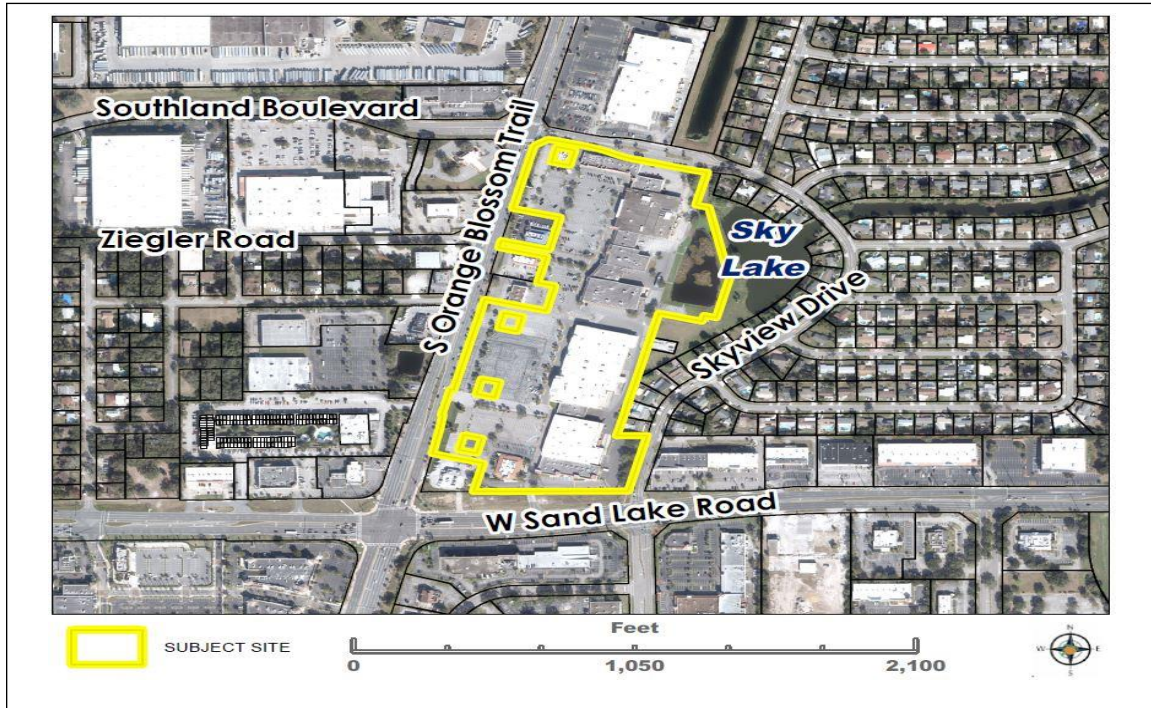 Southland Boulevard
S Orange Blossom Trail
Ziegler Road
Sky
Lake
Skyview Drive
W Sand Lake Road
SUBJECT SITE
Feet
0
1,050
2,100
N
W
E
S